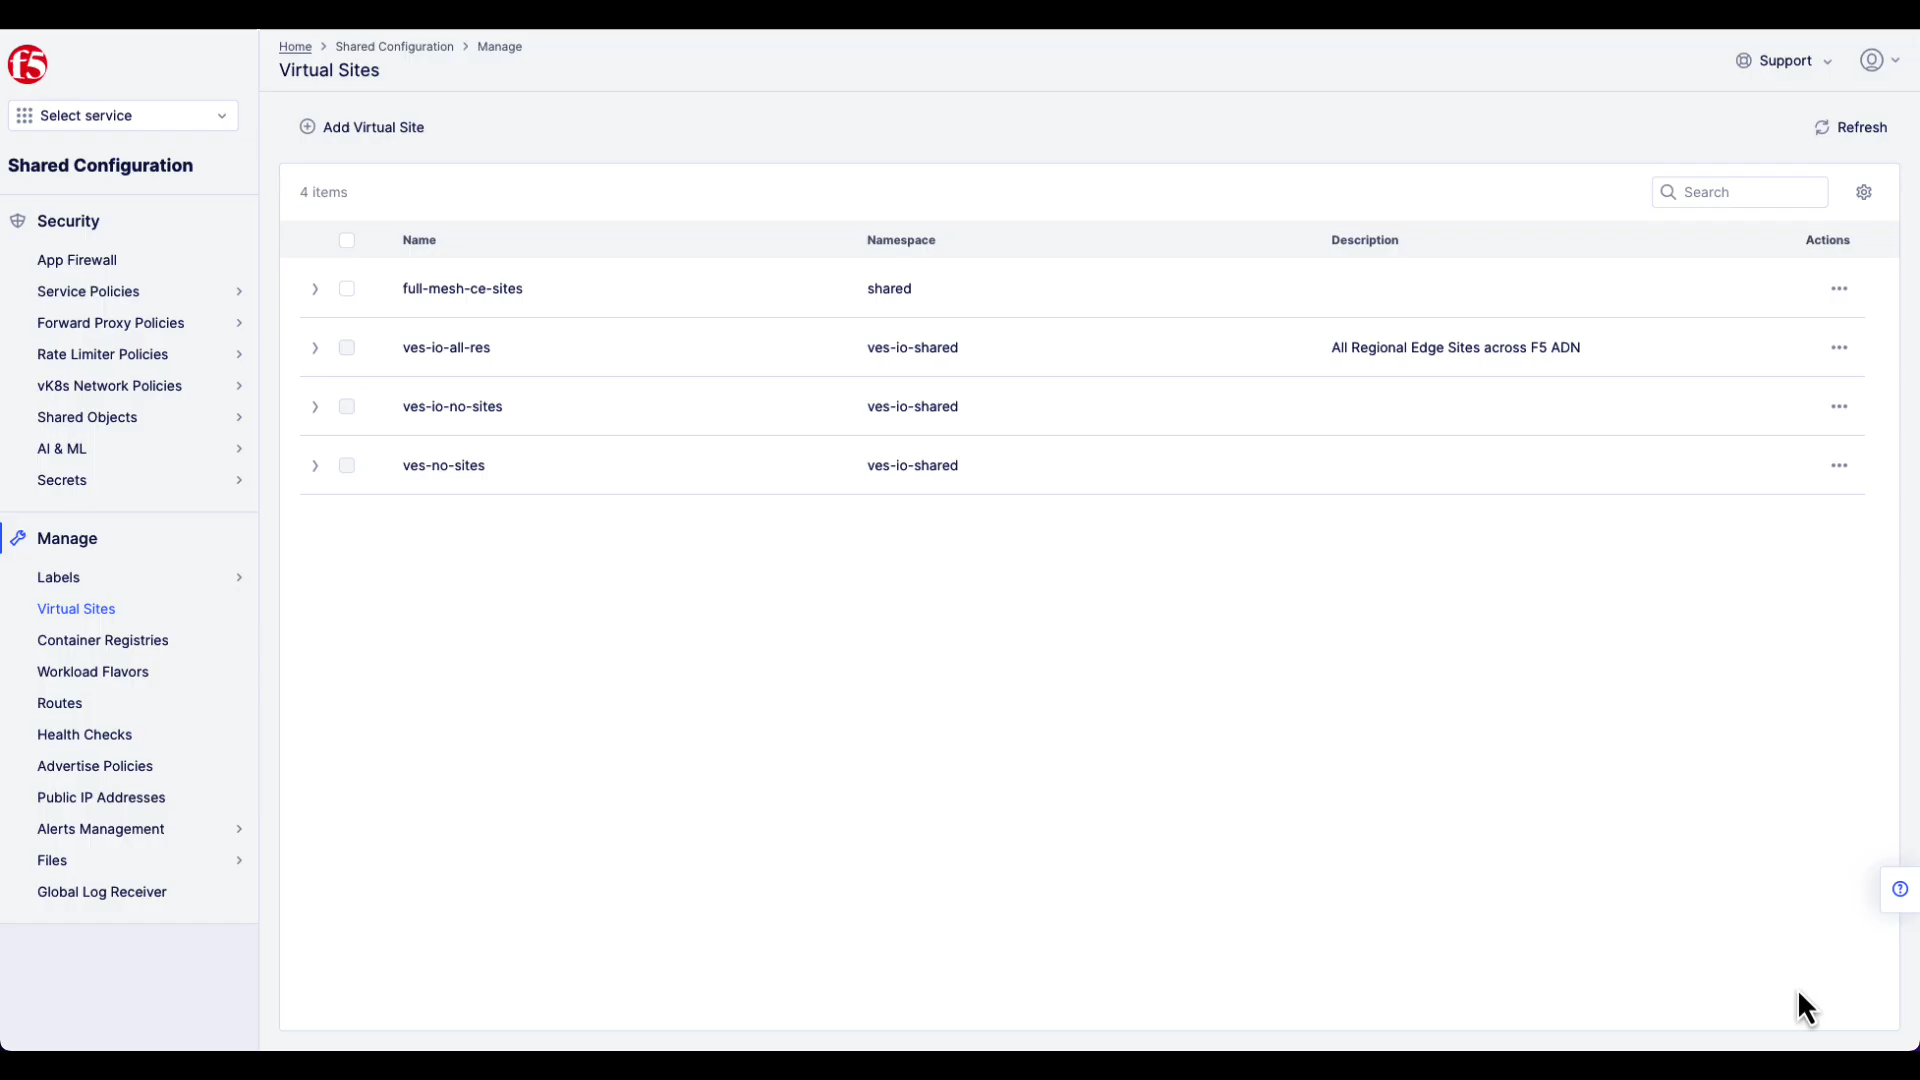 f5
Select service
Shared Configuration
Security
App Firewall
Service Policies
Forward Proxy Policies
Rate Limiter Policies
vK8s Network Policies
Shared Objects
AI & ML
Secrets
Manage
Labels
Virtual Sites
Container Registries
Workload Flavors
Routes
Health Checks
Advertise Policies
Public IP Addresses
Alerts Management
Files
Global Log Receiver
Home > Shared Configuration > Manage
Virtual Sites
Support
Add Virtual Site
Refresh
4 items
Search
Name Namespace Description Actions
full-mesh-ce-sites shared
ves-io-all-res ves-io-shared All Regional Edge Sites across F5 ADN
ves-io-no-sites ves-io-shared
ves-no-sites ves-io-shared